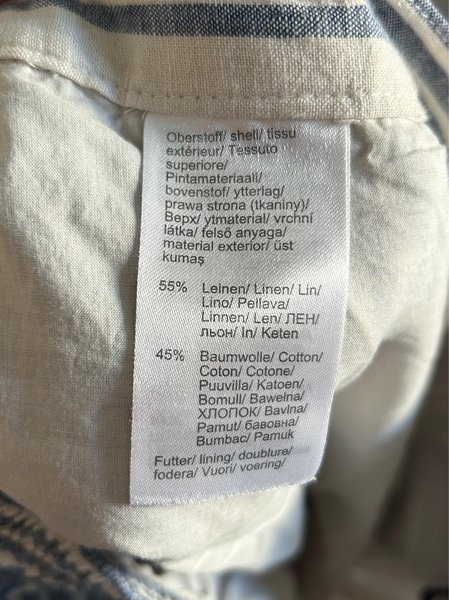 Oberstoff/ shell/ tissu
extérieur/ Tessuto
superiore/
Pintamateriaali/
bovenstof/ ytterlag/
prawa strona (tkaniny)/
Верх/ ytmaterial/ vrchní
látka/ felső anyaga/
material exterior/ üst
kumaş
55% Leinen/ Linen/ Lin/
Lino/ Pellava/
Linnen/ Len/ ЛЕН/
льон/ In/ Keten
45% Baumwolle/ Cotton/
Coton/ Cotone/
Puuvilla/ Katoen/
Bomull/ Bawełna/
ХЛОПОК/ Bavlna/
Pamut/ бавовна/
Bumbac/ Pamuk
Futter/ lining/ doublure/
fodera/ Vuori/ voering/